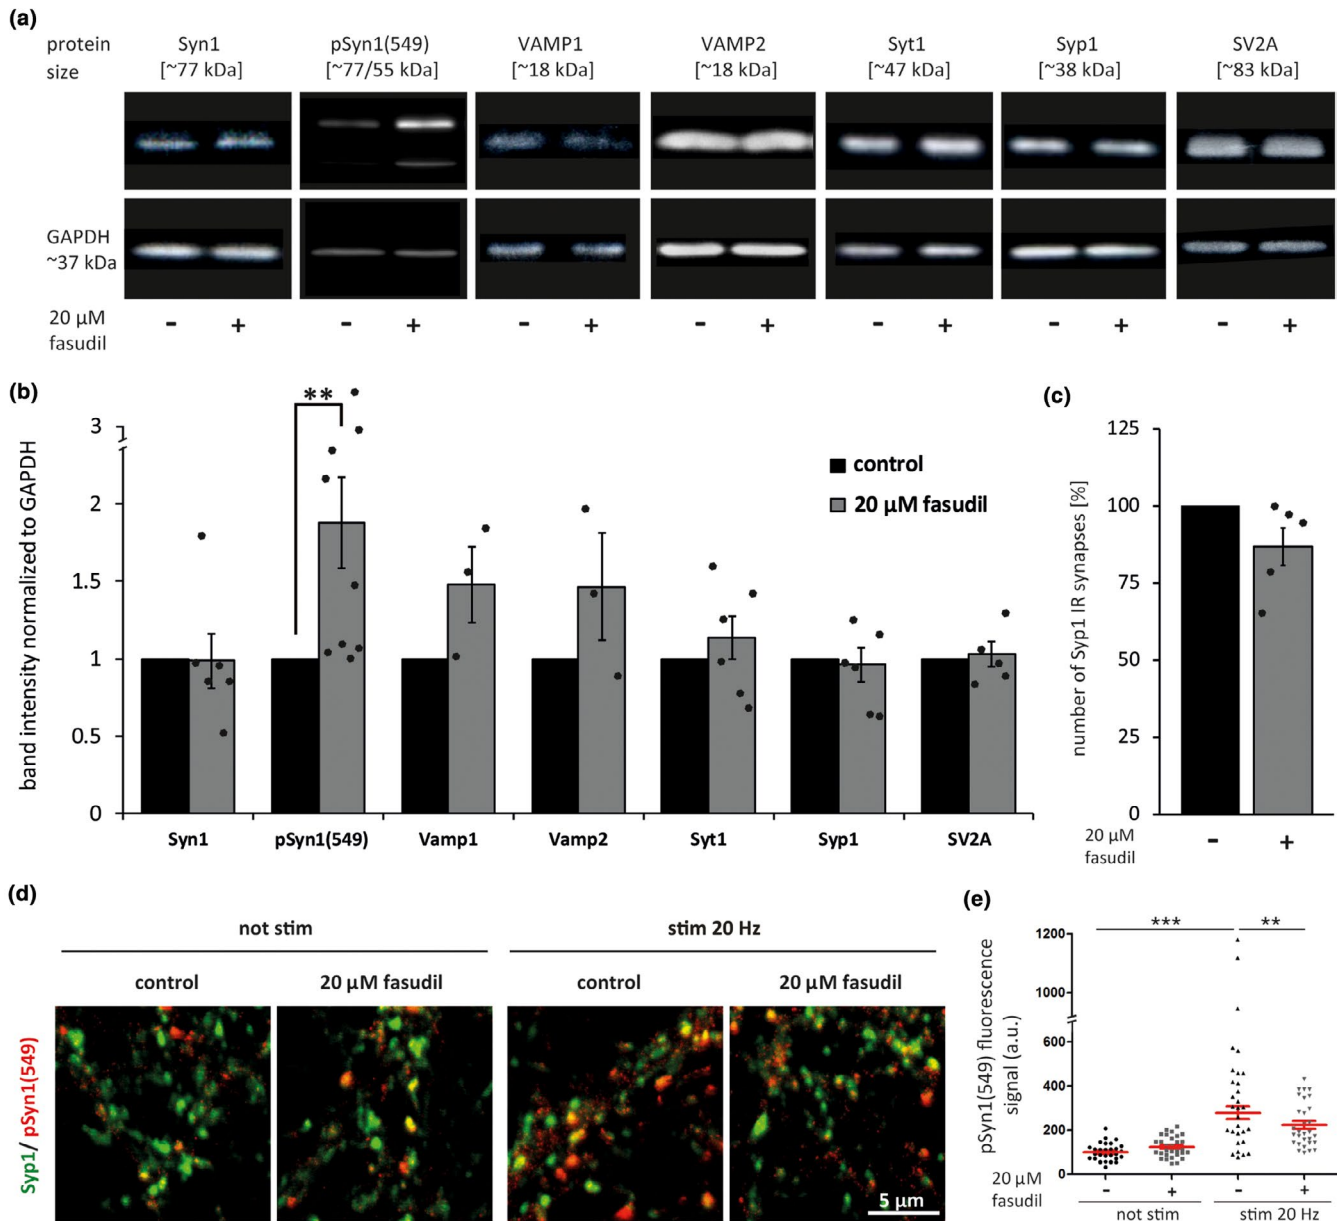 (a)
protein size
Syn1 [~77 kDa]
pSyn1(549) [~77/55 kDa]
VAMP1 [~18 kDa]
VAMP2 [~18 kDa]
Syt1 [~47 kDa]
Syp1 [~38 kDa]
SV2A [~83 kDa]
GAPDH
~37 kDa
20 µM - + - + - + - + - + - + - +
fasudil
(b)
band intensity normalized to GAPDH
3
2
1.5
1
0.5
0
**
control
20 µM fasudil
Syn1 pSyn1(549) Vamp1 Vamp2 Syt1 Syp1 SV2A
(c)
number of Syp1 IR synapses [%]
125
100
75
50
25
0
20 µM fasudil - +
(d)
not stim stim 20 Hz
control 20 µM fasudil control 20 µM fasudil
Syp1/ pSyn1(549)
5 µm
(e)
pSyn1(549) fluorescence
signal (a.u.)
*** **
1200
1000
600
400
200
0
20 µM fasudil - + - +
not stim stim 20 Hz